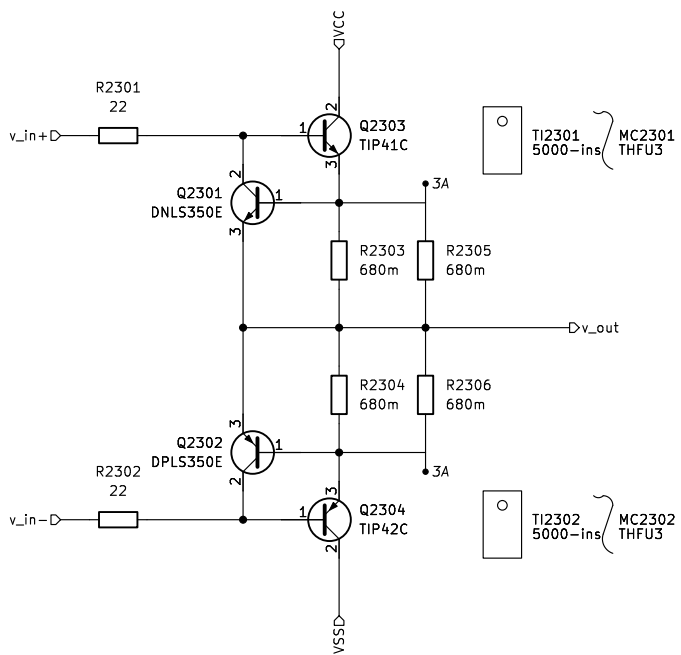 VCC
R2301
22
v_in+
2
1
Q2303
TIP41C
3
TI2301
5000-ins
MC2301
THFU3
Q2301
DNLS350E
2
1
3
3A
R2303
680m
R2305
680m
v_out
R2304
680m
R2306
680m
Q2302
DPLS350E
3
1
2
3A
R2302
22
v_in-
3
1
Q2304
TIP42C
2
TI2302
5000-ins
MC2302
THFU3
VSS